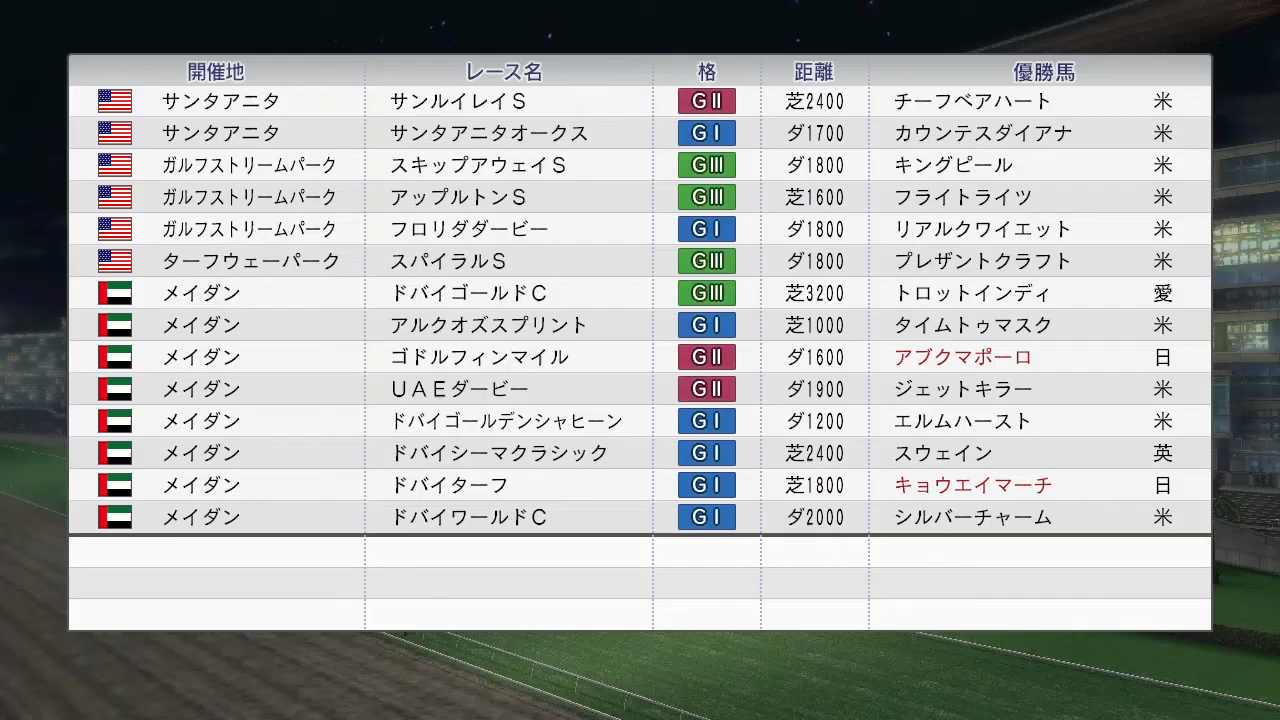 開催地 レース名 格 距離 優勝馬
サンタアニタ サンルイレイS GⅡ 芝2400 チーフベアハート 米
サンタアニタ サンタアニタオークス GⅠ ダ1700 カウンテスダイアナ 米
ガルフストリームパーク スキップアウェイS GⅢ ダ1800 キングピール 米
ガルフストリームパーク アップルトンS GⅢ 芝1600 フライトライツ 米
ガルフストリームパーク フロリダダービー GⅠ ダ1800 リアルクワイエット 米
ターフウェーパーク スパイラルS GⅢ ダ1800 プレザントクラフト 米
メイダン ドバイゴールドC GⅢ 芝3200 トロットインディ 愛
メイダン アルクオズスプリント GⅠ 芝1000 タイムトゥマスク 米
メイダン ゴドルフィンマイル GⅡ ダ1600 アブクマポーロ 日
メイダン UAEダービー GⅡ ダ1900 ジェットキラー 米
メイダン ドバイゴールデンシャヒーン GⅠ ダ1200 エルムハースト 米
メイダン ドバイシーマクラシック GⅠ 芝2400 スウェイン 英
メイダン ドバイターフ GⅠ 芝1800 キョウエイマーチ 日
メイダン ドバイワールドC GⅠ ダ2000 シルバーチャーム 米